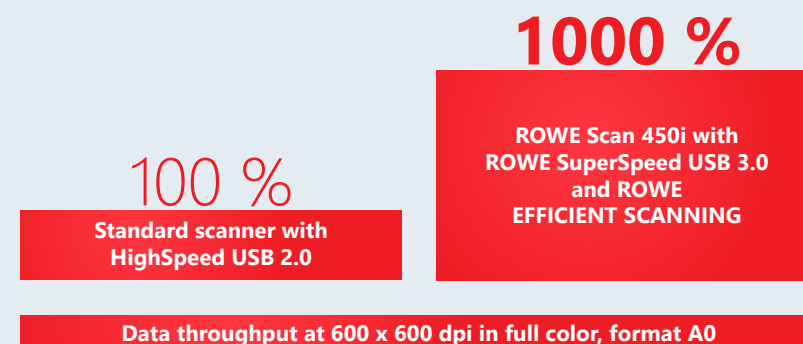 1000 %
ROWE Scan 450i with
ROWE SuperSpeed USB 3.0
and ROWE
EFFICIENT SCANNING
100 %
Standard scanner with
HighSpeed USB 2.0
Data throughput at 600 x 600 dpi in full color, format A0